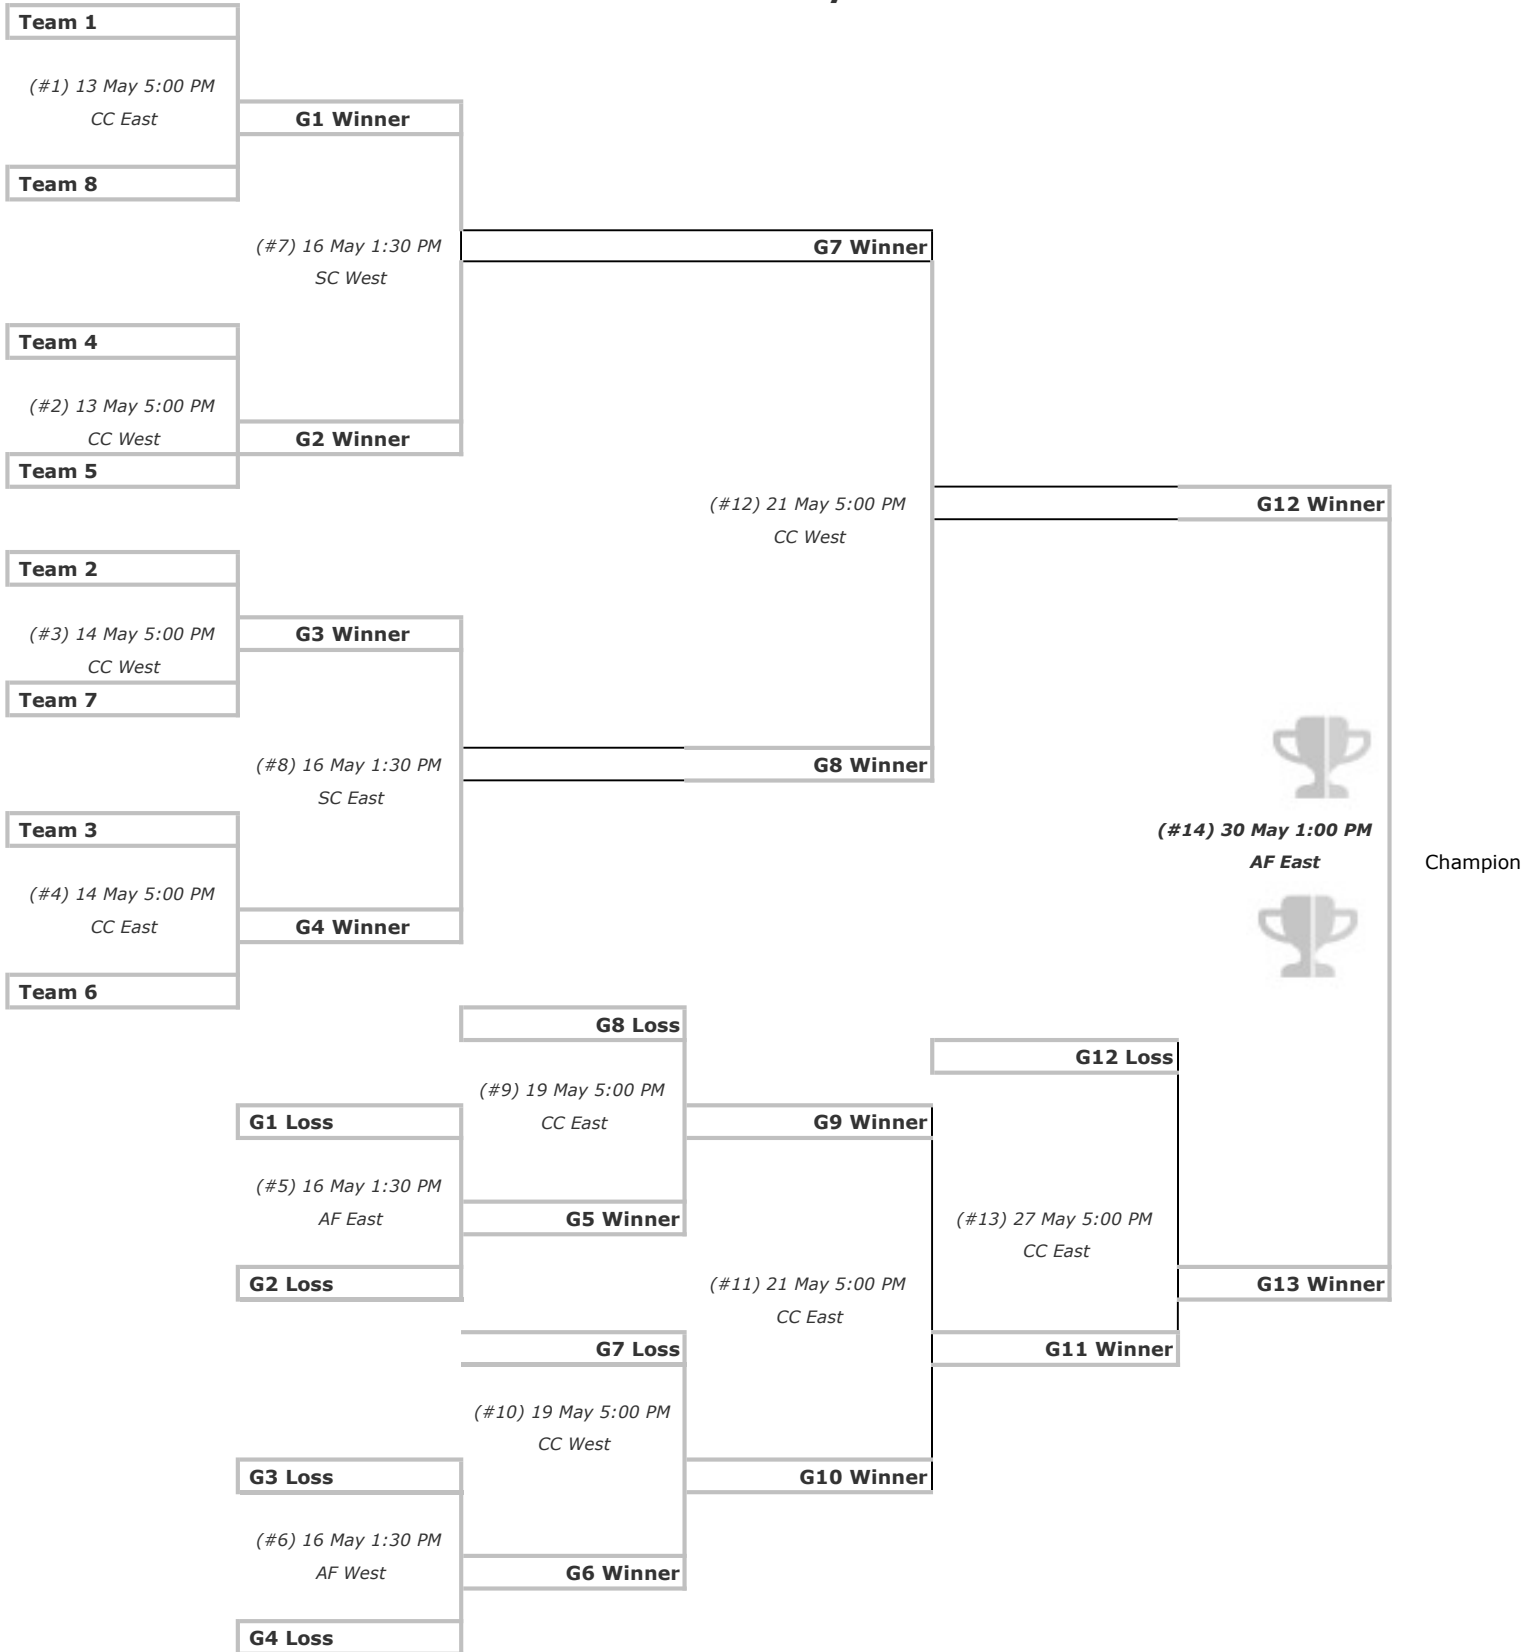 Team 1
(#1) 13 May 5:00 PM
CC East
G1 Winner
Team 8
(#7) 16 May 1:30 PM
SC West
G7 Winner
Team 4
(#2) 13 May 5:00 PM
CC West
G2 Winner
Team 5
(#12) 21 May 5:00 PM
CC West
G12 Winner
Team 2
(#3) 14 May 5:00 PM
CC West
G3 Winner
Team 7
(#8) 16 May 1:30 PM
SC East
G8 Winner
Team 3
(#4) 14 May 5:00 PM
CC East
G4 Winner
Team 6
(#14) 30 May 1:00 PM
AF East
Champion
G8 Loss
(#9) 19 May 5:00 PM
CC East
G12 Loss
G1 Loss
G9 Winner
(#5) 16 May 1:30 PM
AF East
G5 Winner
(#13) 27 May 5:00 PM
CC East
G2 Loss
(#11) 21 May 5:00 PM
CC East
G13 Winner
G7 Loss
G11 Winner
(#10) 19 May 5:00 PM
CC West
G3 Loss
G10 Winner
(#6) 16 May 1:30 PM
AF West
G6 Winner
G4 Loss